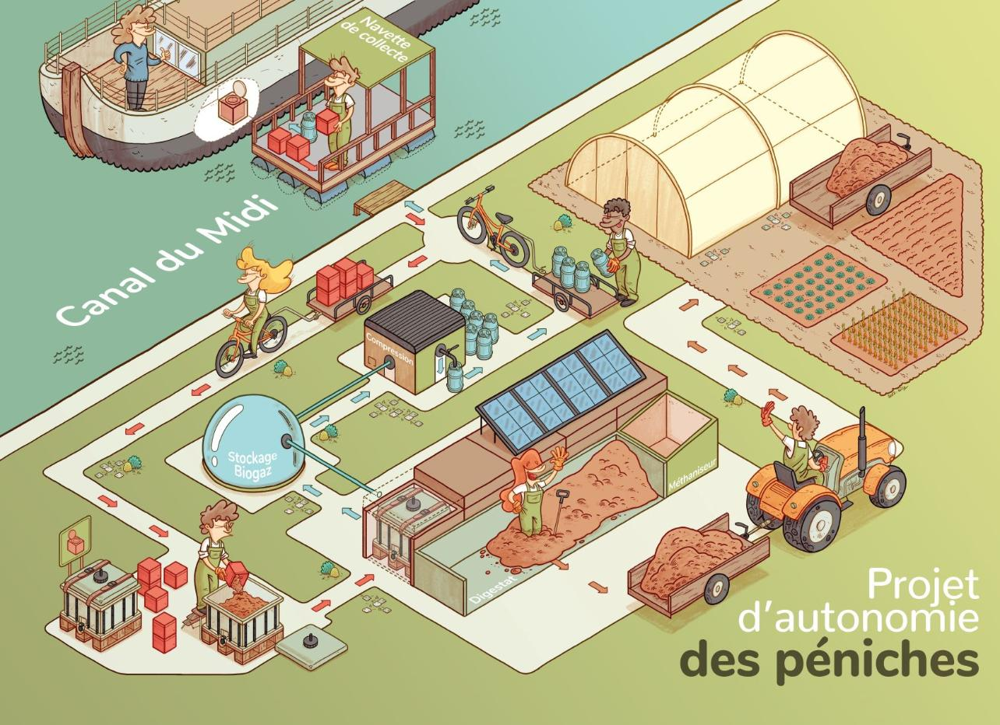 Navette
de collecte
Canal du Midi
Compression
Stockage
Biogaz
Méthaniseur
Digestat
Projet
d'autonomie
des péniches